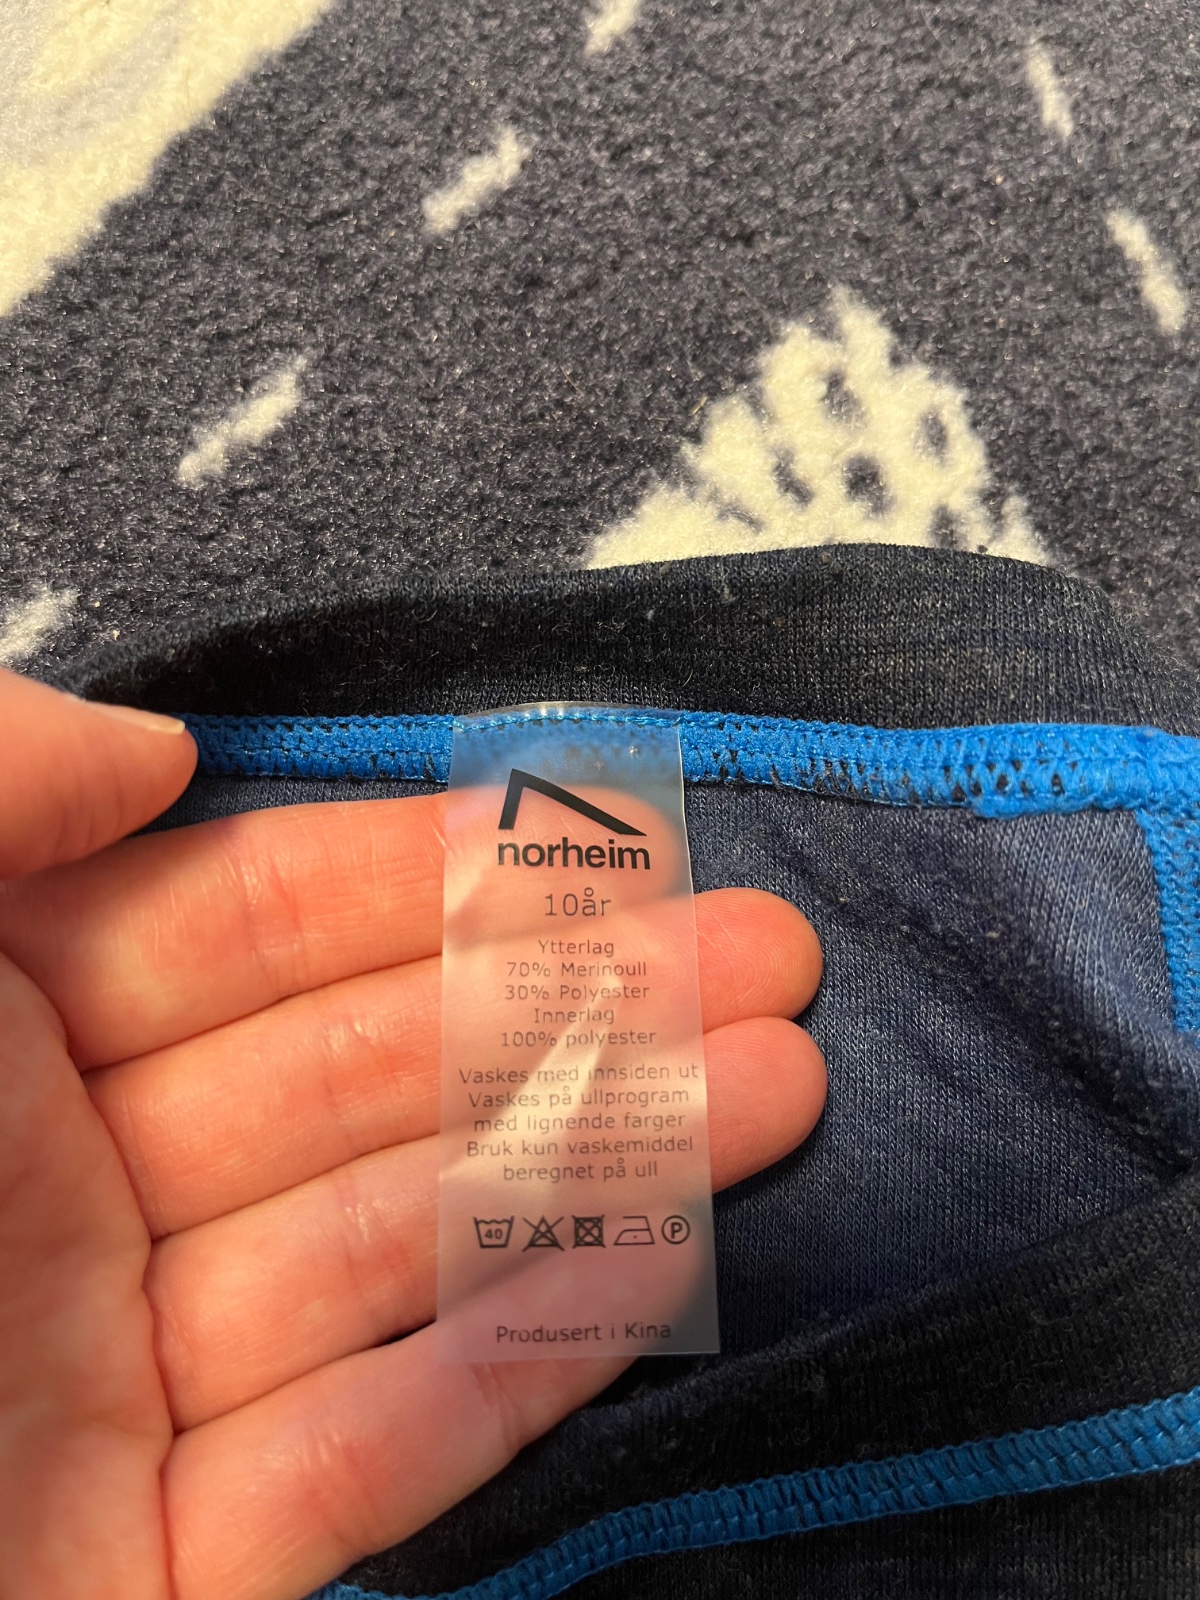 norheim
10år
Ytterlag
70% Merinoull
30% Polyester
Innerlag
100% polyester
Vaskes med innsiden ut
Vaskes på ullprogram
med lignende farger
Bruk kun vaskemiddel
beregnet på ull
40 P
Produsert i Kina